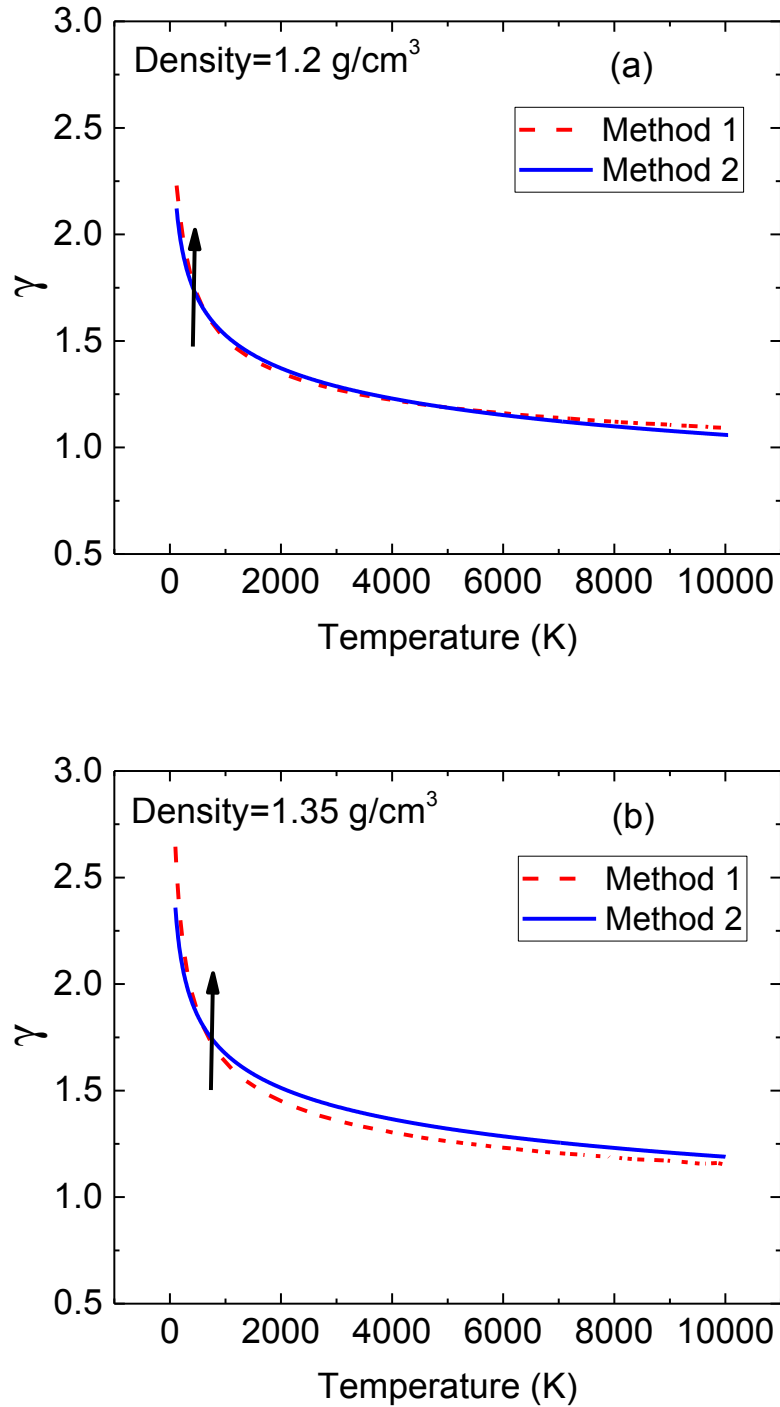 3.0
Density=1.2 g/cm³
(a)
2.5
Method 1
Method 2
2.0
γ
1.5
1.0
0.5
0 2000 4000 6000 8000 10000
Temperature (K)
3.0
Density=1.35 g/cm³
(b)
2.5
Method 1
Method 2
2.0
γ
1.5
1.0
0.5
0 2000 4000 6000 8000 10000
Temperature (K)